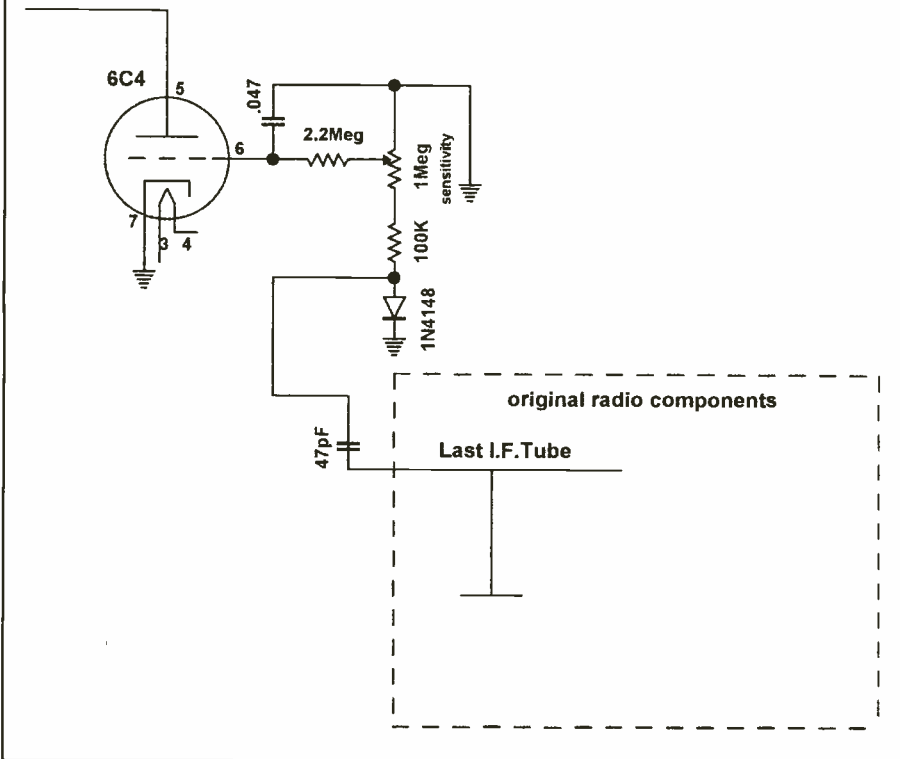 6C4
5
.047
2.2Meg
6
1Meg
sensitivity
7
3
4
100K
1N4148
original radio components
47pF
Last I.F.Tube